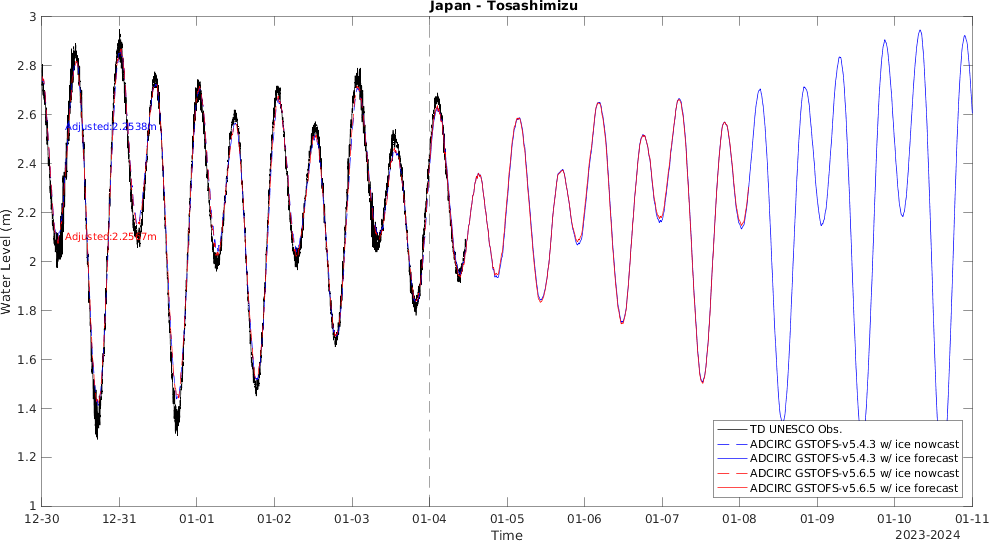 Japan - Tosashimizu
Water Level (m)
3
2.8
2.6
2.4
2.2
2
1.8
1.6
1.4
1.2
1
Adjusted:2.2538m
TD UNESCO Obs.
ADCIRC GSTOFS-v5.4.3 w/ ice nowcast
ADCIRC GSTOFS-v5.4.3 w/ ice forecast
ADCIRC GSTOFS-v5.6.5 w/ ice nowcast
ADCIRC GSTOFS-v5.6.5 w/ ice forecast
12-30 12-31 01-01 01-02 01-03 01-04 01-05 01-06 01-07 01-08 01-09 01-10 01-11
Time
2023-2024